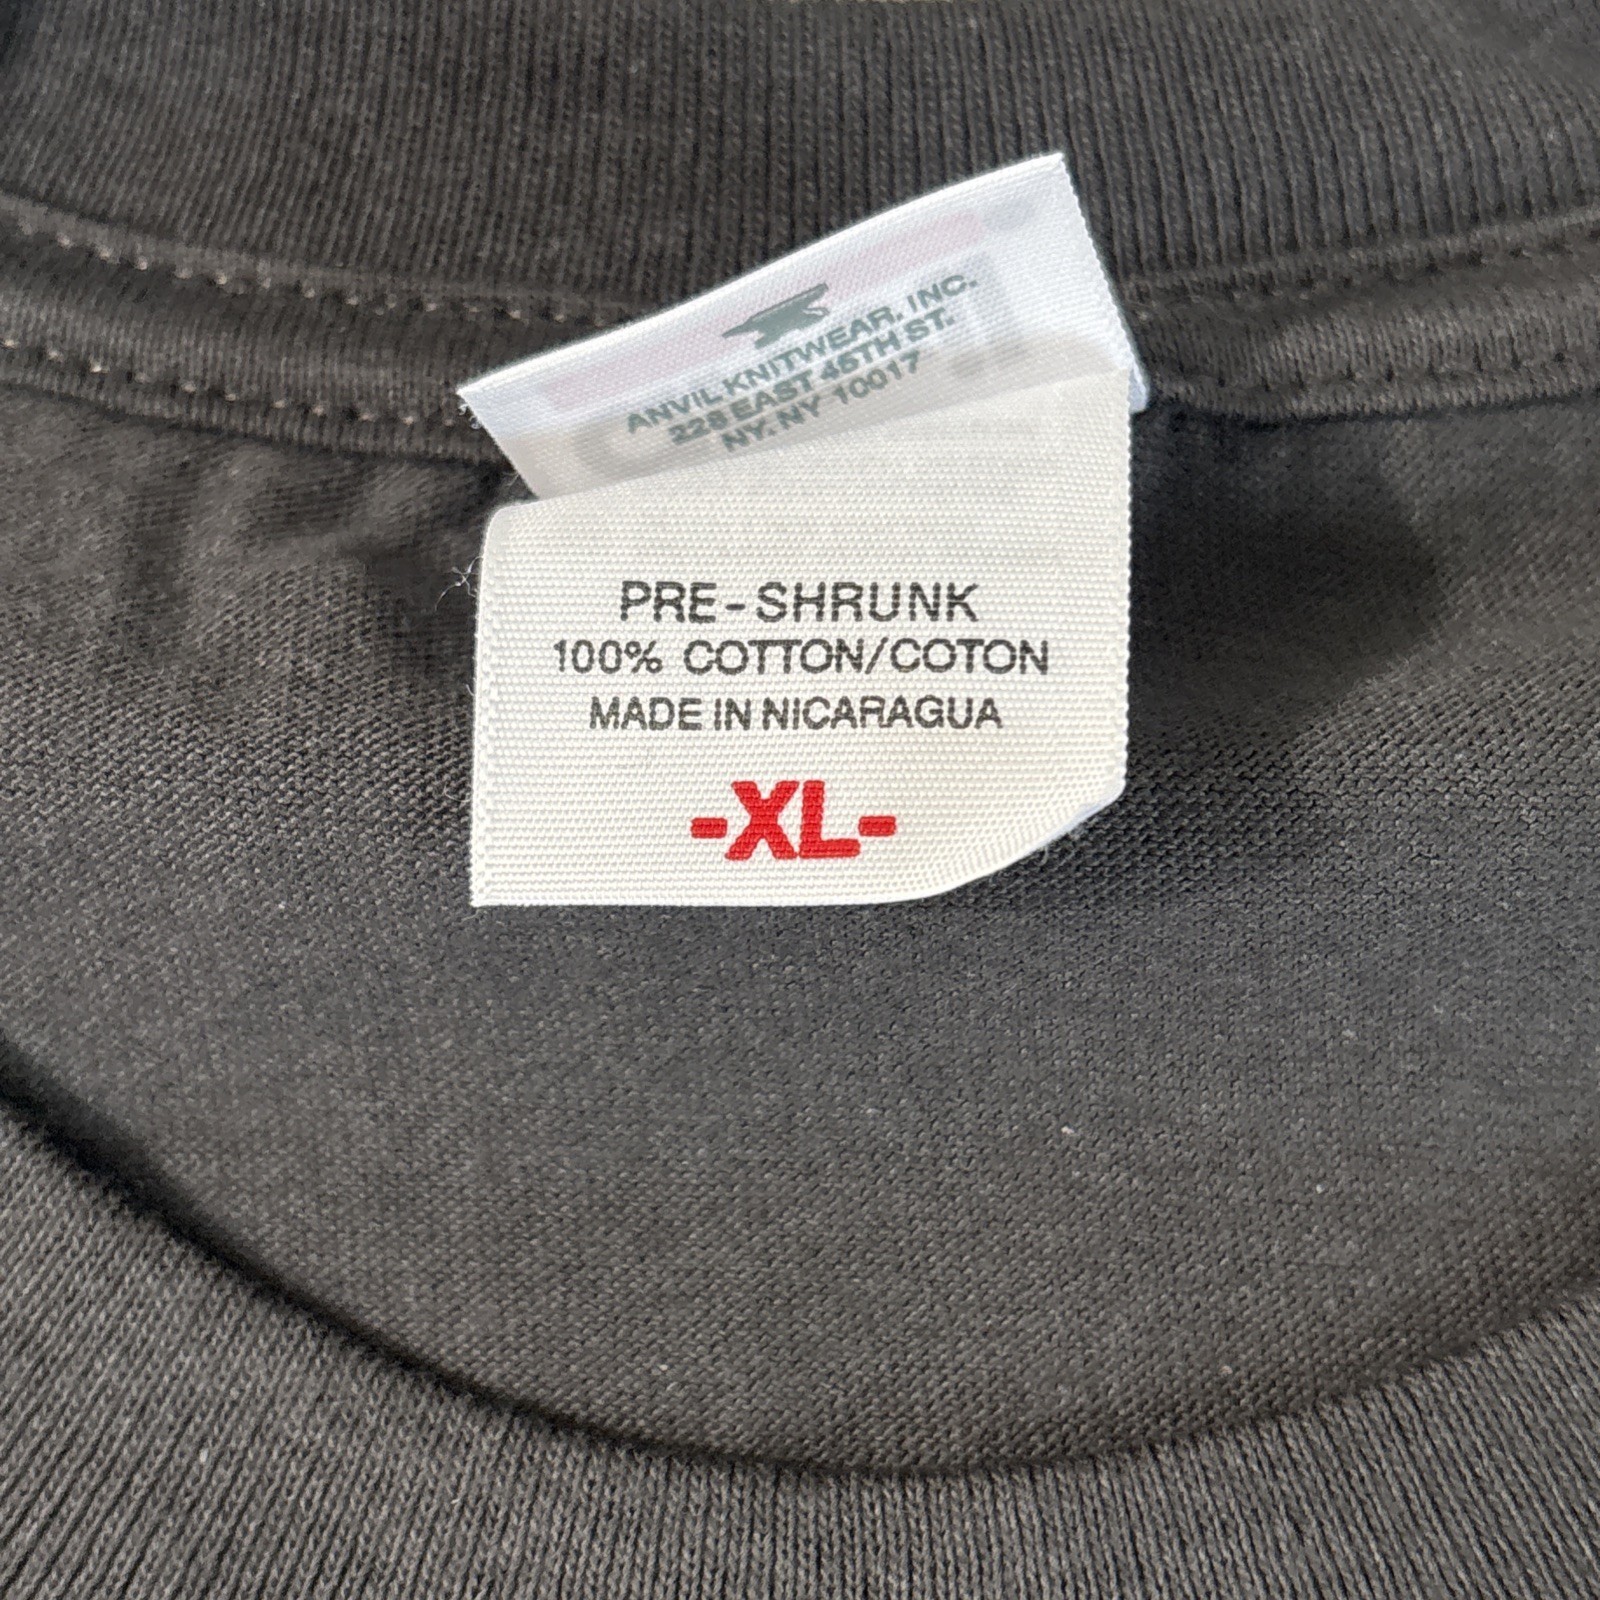 ANVIL KNITWEAR, INC.
228 EAST 45TH ST.
NY. NY 10017
PRE-SHRUNK
100% COTTON/COTON
MADE IN NICARAGUA
-XL-